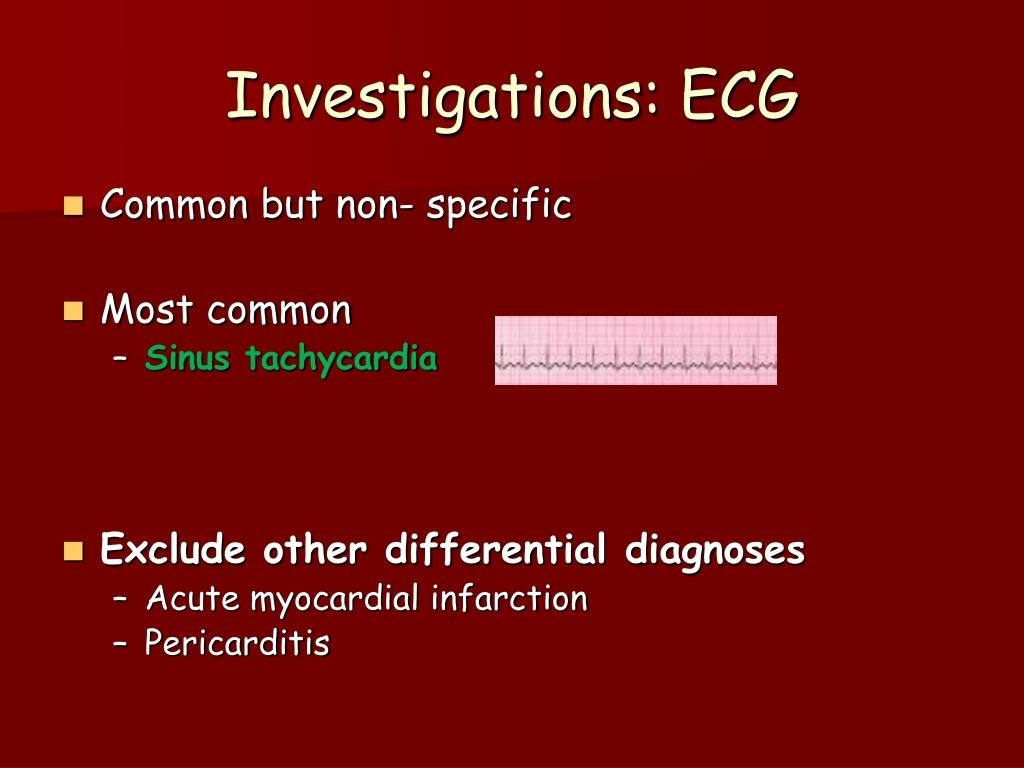 Investigations: ECG
Common but non- specific
Most common
– Sinus tachycardia
Exclude other differential diagnoses
– Acute myocardial infarction
– Pericarditis